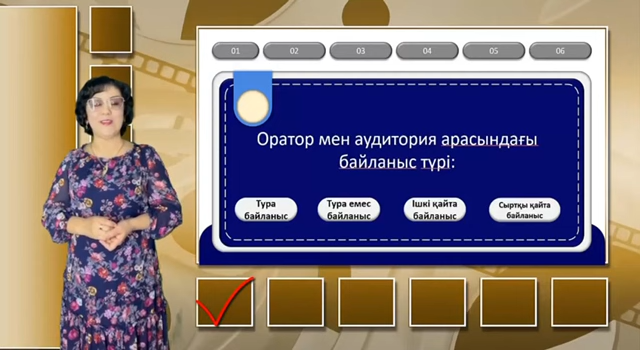 01 02 03 04 05 06
Оратор мен аудитория арасындағы
байланыс түрі:
Тура
байланыс
Тура емес
байланыс
Ішкі қайта
байланыс
Сыртқы қайта
байланыс